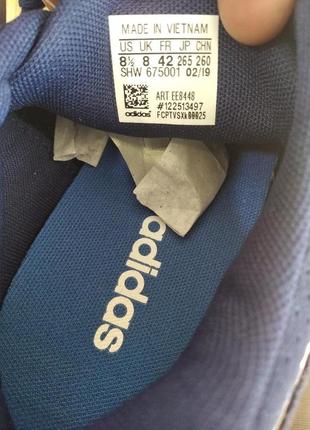 MADE IN VIETNAM
US UK FR JP CHN
8½ 8 42 265 260
SHW 675001 02/19
ART EE8448
#122513497
adidas
FCPTVSXk00025
adidas